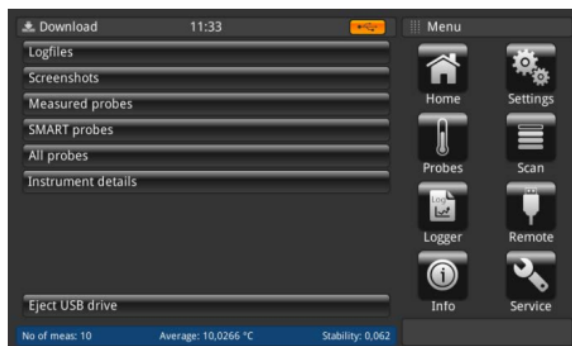 Download 11:33
Logfiles
Screenshots
Measured probes
SMART probes
All probes
Instrument details
Eject USB drive
No of meas: 10 Average: 10,0266 °C Stability: 0,062
Menu
Home Settings
Probes Scan
Log
Logger Remote
Info Service